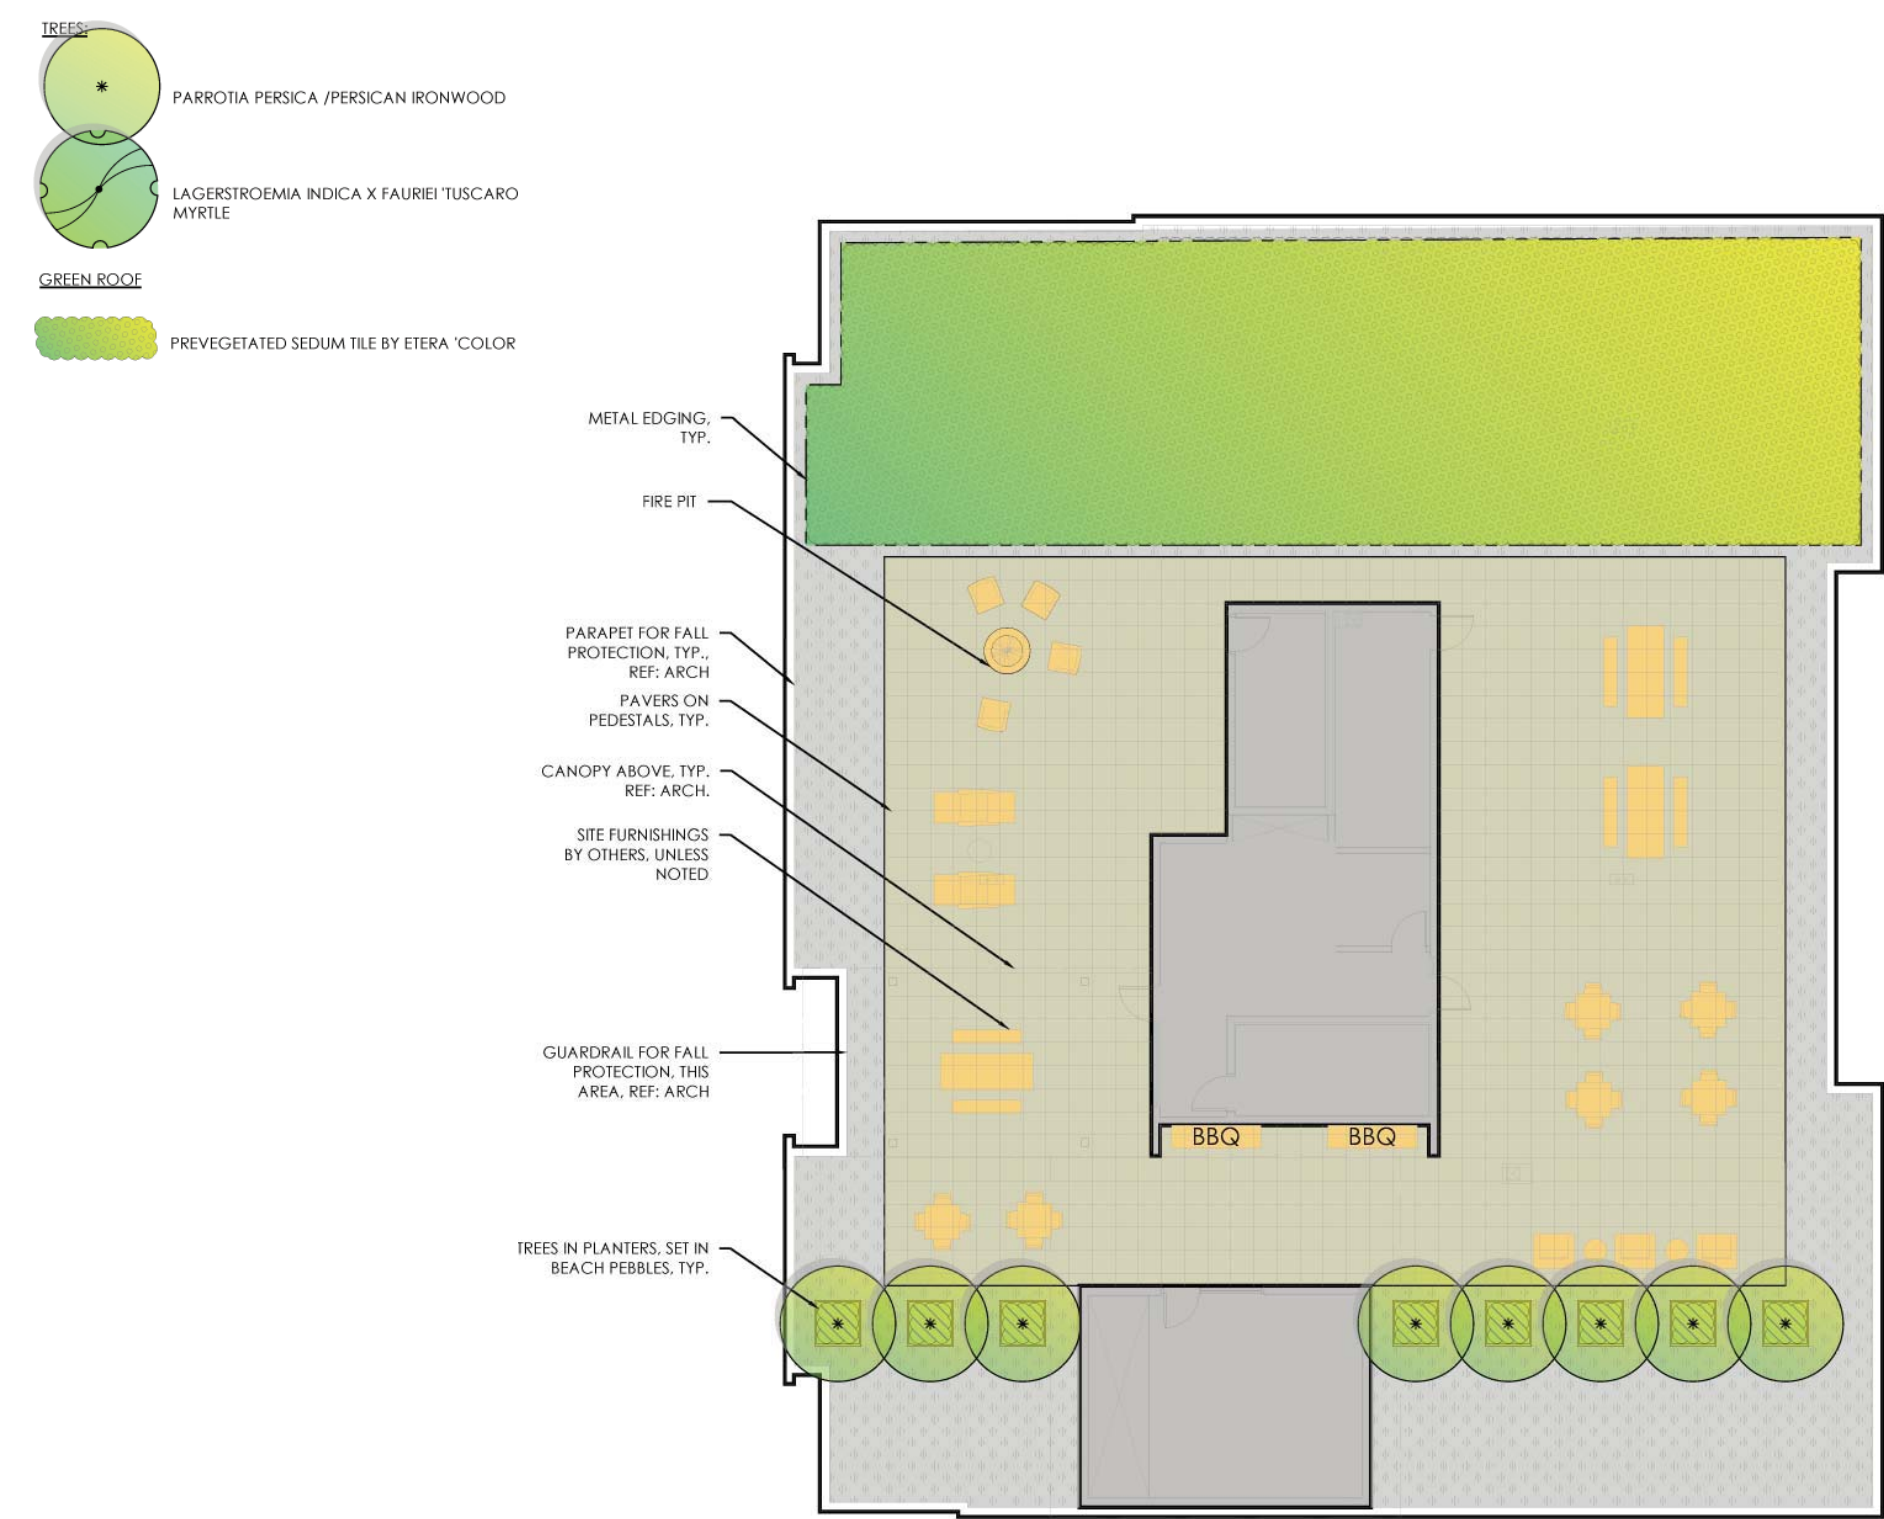 TREES:
PARROTIA PERSICA /PERSICAN IRONWOOD
LAGERSTROEMIA INDICA X FAURIEI 'TUSCARO
MYRTLE
GREEN ROOF
PREVEGETATED SEDUM TILE BY ETERA 'COLOR
METAL EDGING,
TYP.
FIRE PIT
PARAPET FOR FALL
PROTECTION, TYP.,
REF: ARCH
PAVERS ON
PEDESTALS, TYP.
CANOPY ABOVE, TYP.
REF: ARCH.
SITE FURNISHINGS
BY OTHERS, UNLESS
NOTED
GUARDRAIL FOR FALL
PROTECTION, THIS
AREA, REF: ARCH
BBQ BBQ
TREES IN PLANTERS, SET IN
BEACH PEBBLES, TYP.